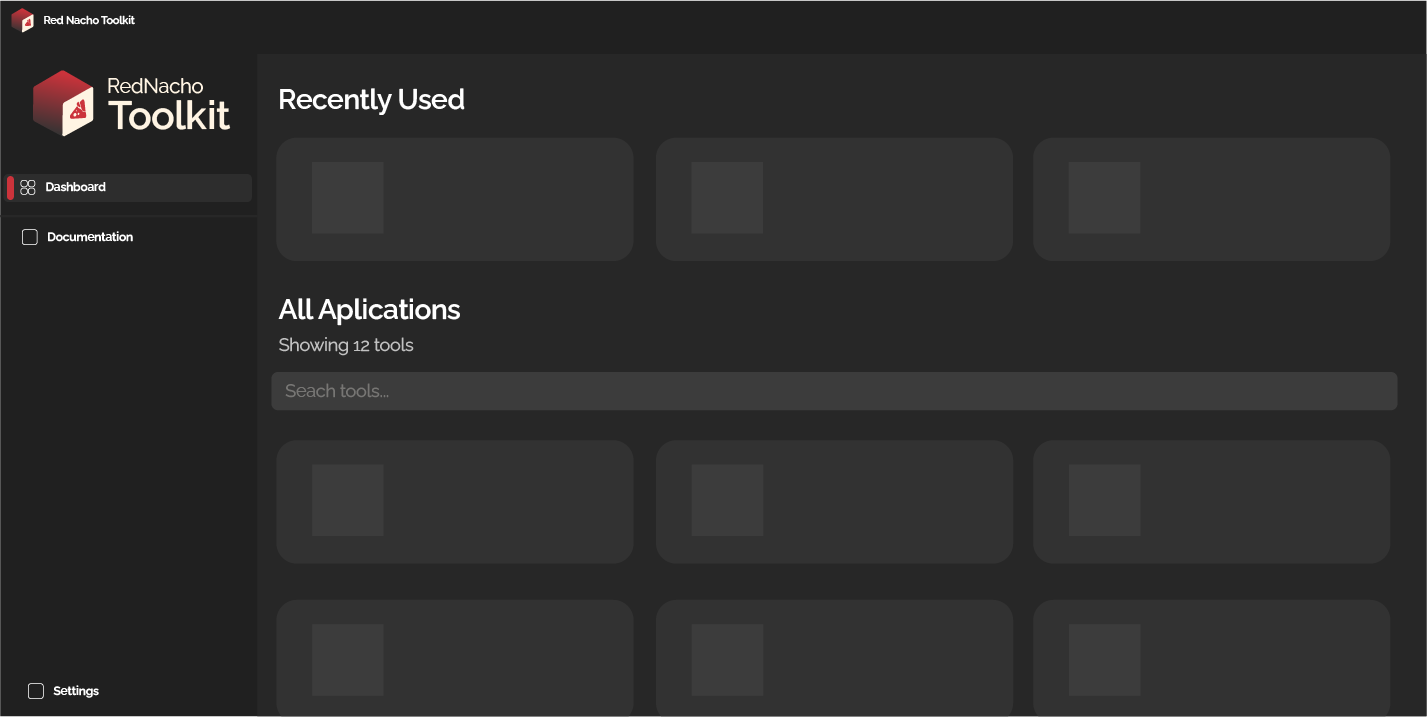 Red Nacho Toolkit
RedNacho
Toolkit
Dashboard
Documentation
Settings
Recently Used
All Aplications
Showing 12 tools
Seach tools...